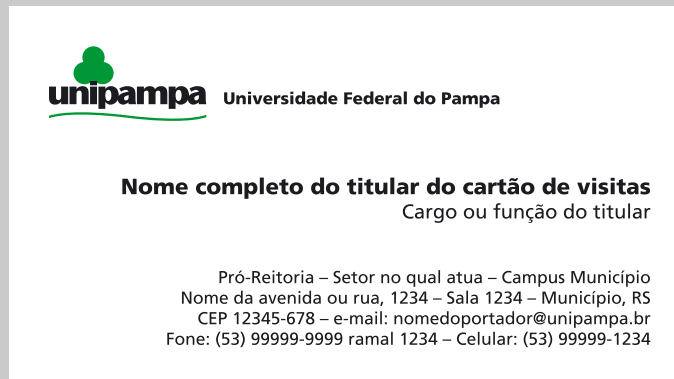 unipampa
Universidade Federal do Pampa
Nome completo do titular do cartão de visitas
Cargo ou função do titular
Pró-Reitoria – Setor no qual atua – Campus Município
Nome da avenida ou rua, 1234 – Sala 1234 – Município, RS
CEP 12345-678 – e-mail: nomedoportador@unipampa.br
Fone: (53) 99999-9999 ramal 1234 – Celular: (53) 99999-1234